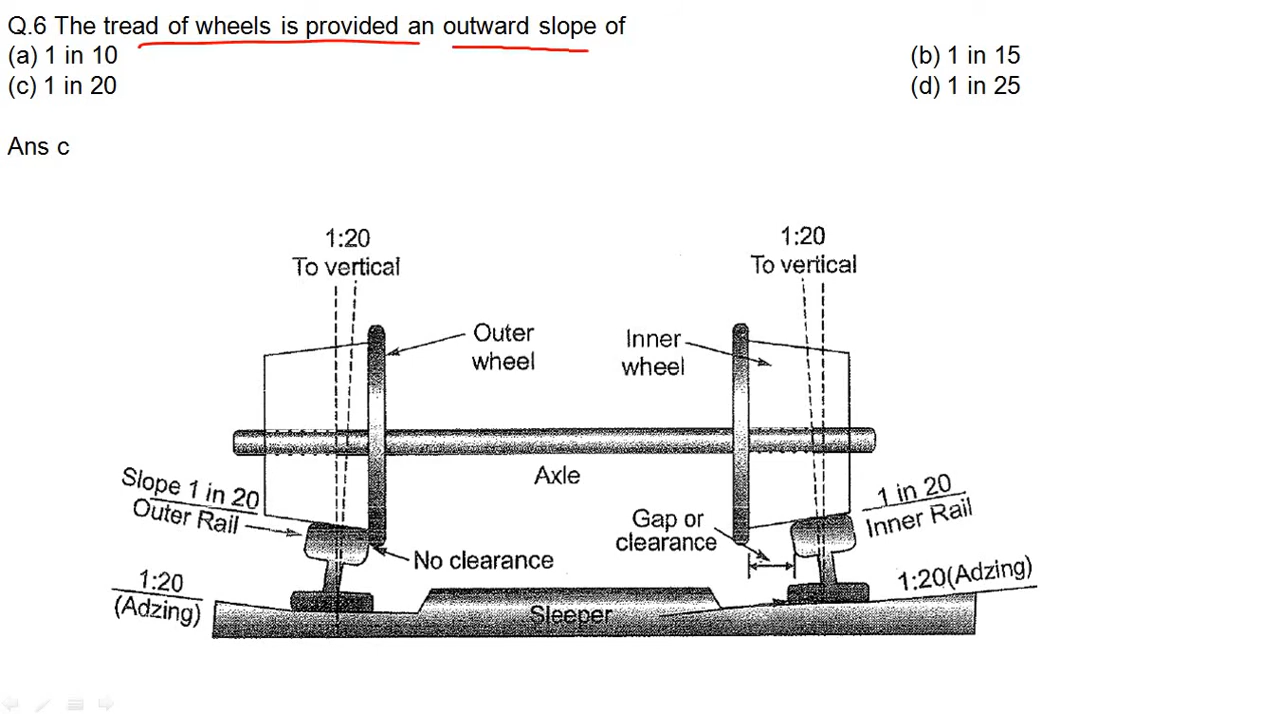 Q.6 The tread of wheels is provided an outward slope of
(a) 1 in 10
(b) 1 in 15
(c) 1 in 20
(d) 1 in 25
Ans c
1:20
To vertical
1:20
To vertical
Outer
wheel
Inner
wheel
Axle
Slope 1 in 20
Outer Rail
No clearance
Gap or
clearance
1 in 20
Inner Rail
1:20
(Adzing)
Sleeper
1:20(Adzing)